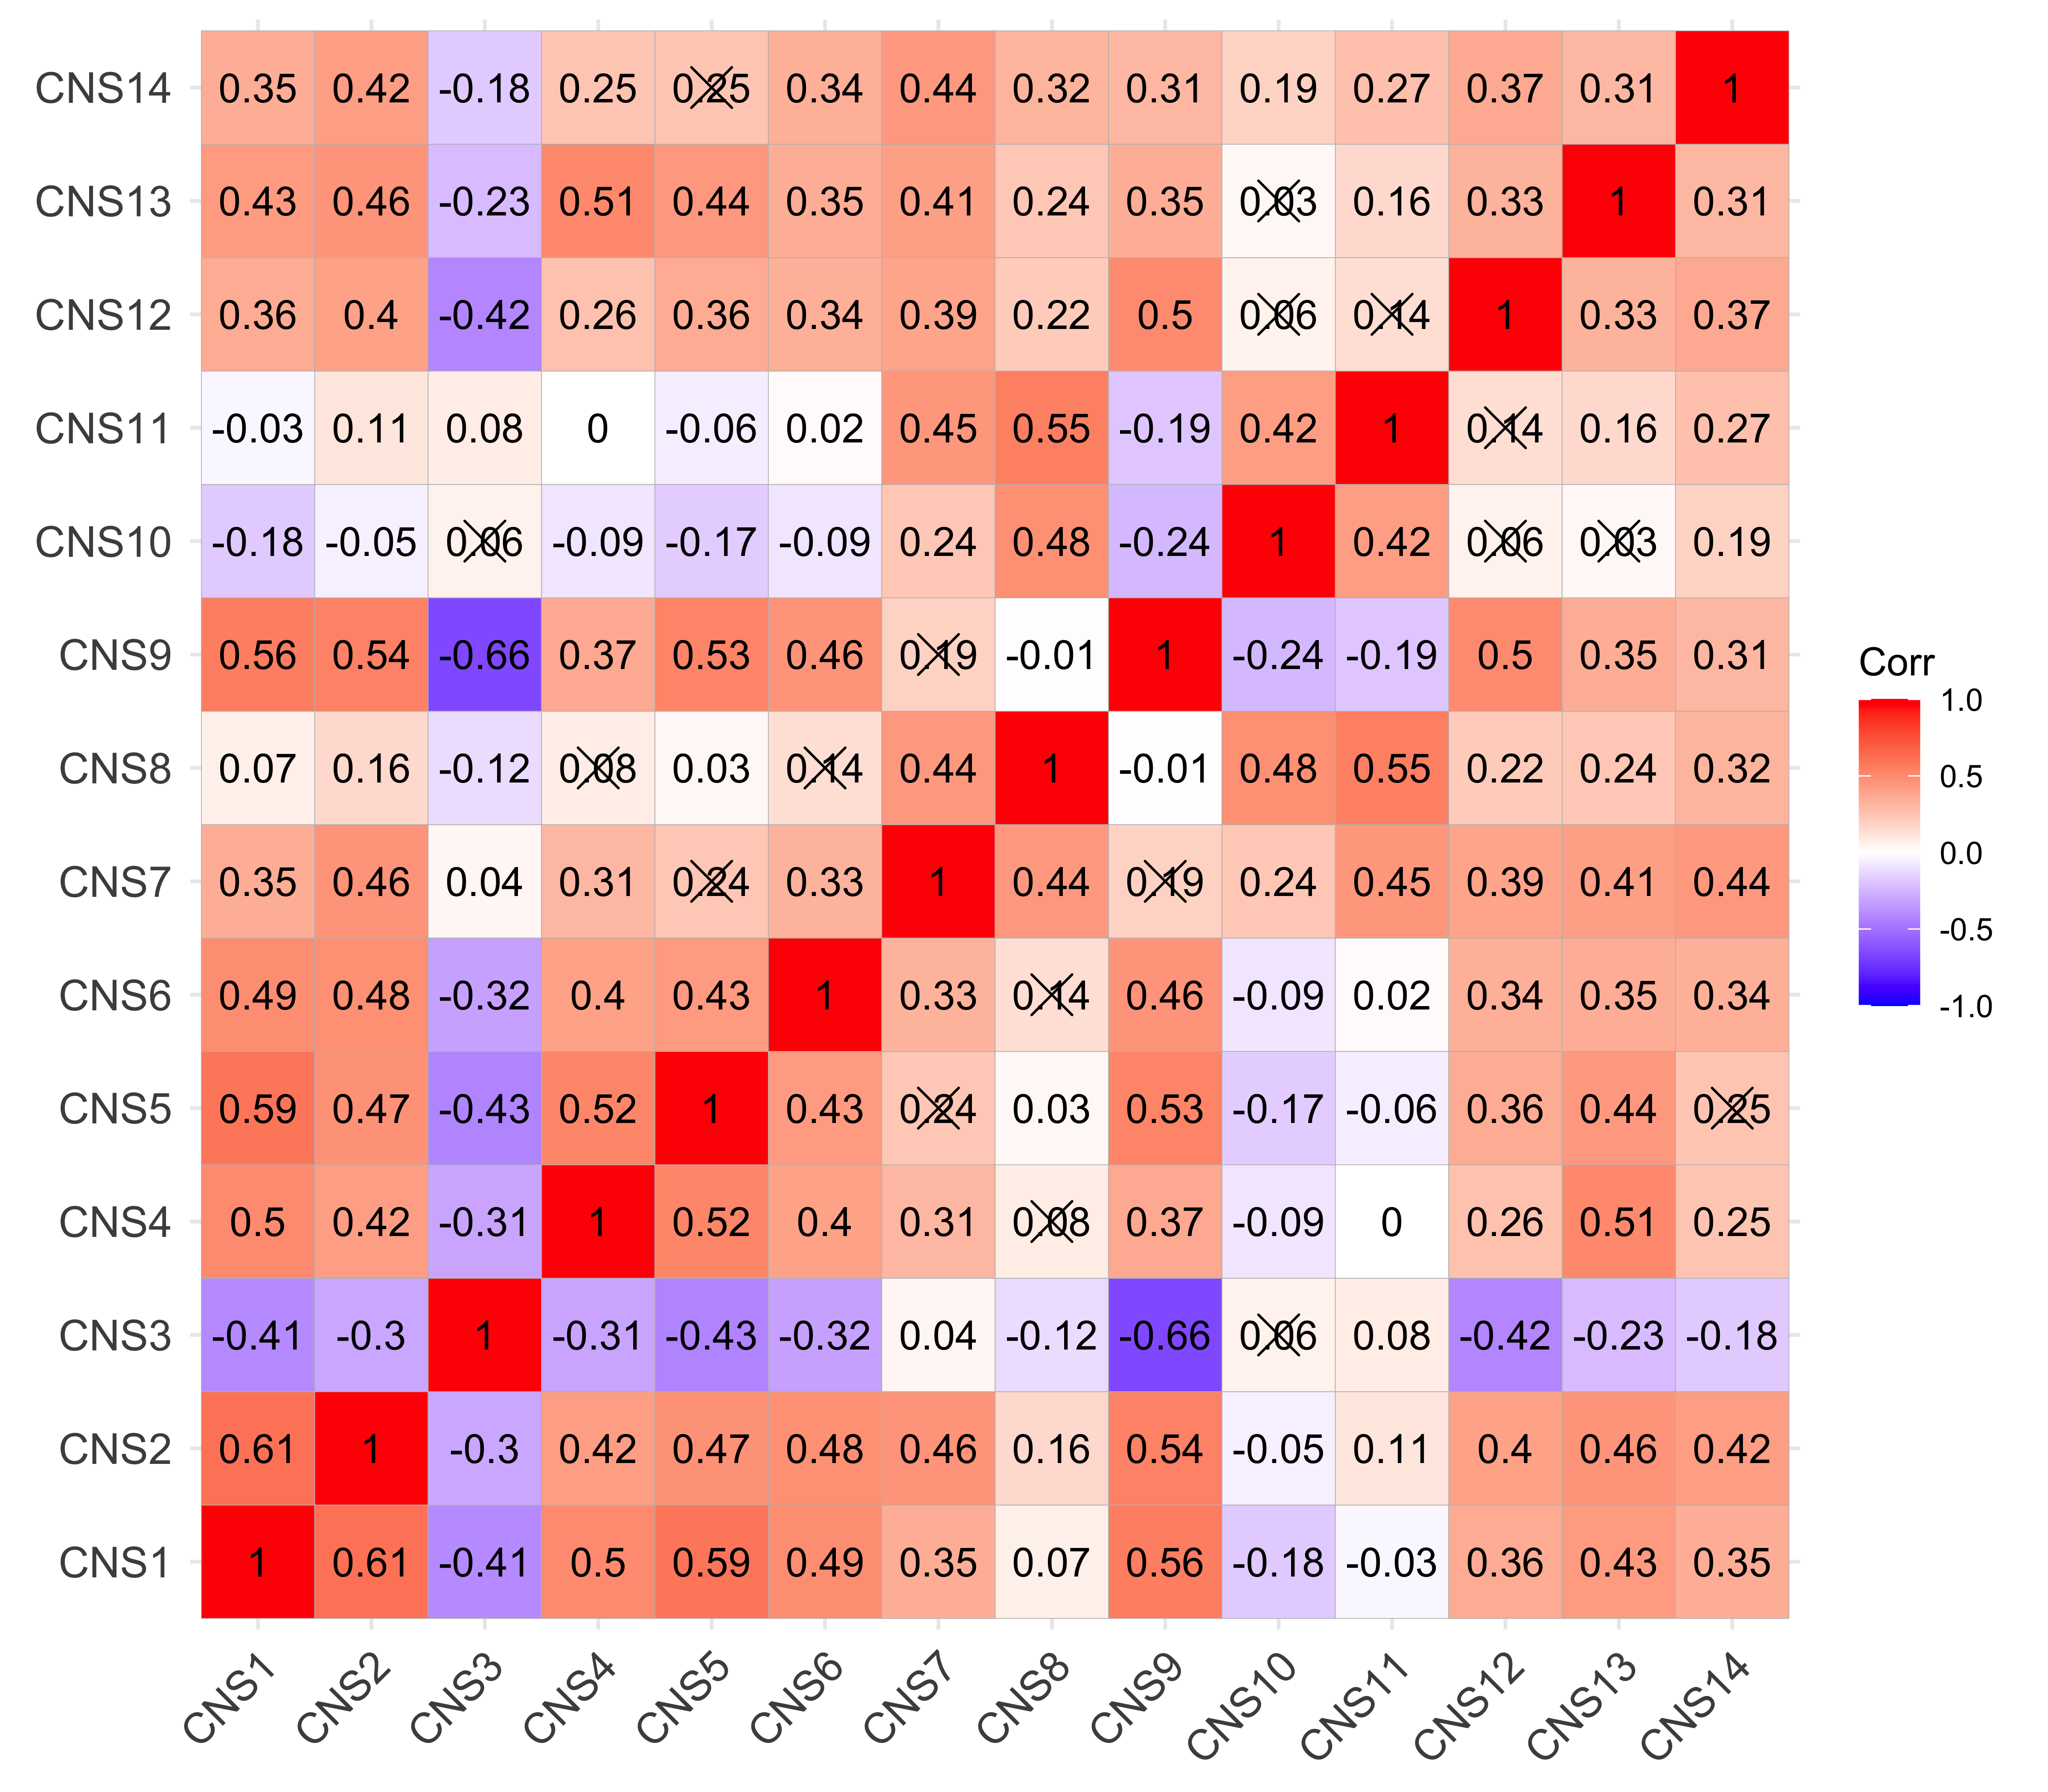 CNS14 0.35 0.42 -0.18 0.25 0.25 0.34 0.44 0.32 0.31 0.19 0.27 0.37 0.31 1
CNS13 0.43 0.46 -0.23 0.51 0.44 0.35 0.41 0.24 0.35 0.03 0.16 0.33 1 0.31
CNS12 0.36 0.4 -0.42 0.26 0.36 0.34 0.39 0.22 0.5 0.06 0.14 1 0.33 0.37
CNS11 -0.03 0.11 0.08 0 -0.06 0.02 0.45 0.55 -0.19 0.42 1 0.14 0.16 0.27
CNS10 -0.18 -0.05 0.06 -0.09 -0.17 -0.09 0.24 0.48 -0.24 1 0.42 0.06 0.03 0.19
CNS9 0.56 0.54 -0.66 0.37 0.53 0.46 0.19 -0.01 1 -0.24 -0.19 0.5 0.35 0.31
CNS8 0.07 0.16 -0.12 0.08 0.03 0.14 0.44 1 -0.01 0.48 0.55 0.22 0.24 0.32
CNS7 0.35 0.46 0.04 0.31 0.24 0.33 1 0.44 0.19 0.24 0.45 0.39 0.41 0.44
CNS6 0.49 0.48 -0.32 0.4 0.43 1 0.33 0.14 0.46 -0.09 0.02 0.34 0.35 0.34
CNS5 0.59 0.47 -0.43 0.52 1 0.43 0.24 0.03 0.53 -0.17 -0.06 0.36 0.44 0.25
CNS4 0.5 0.42 -0.31 1 0.52 0.4 0.31 0.08 0.37 -0.09 0 0.26 0.51 0.25
CNS3 -0.41 -0.3 1 -0.31 -0.43 -0.32 0.04 -0.12 -0.66 0.06 0.08 -0.42 -0.23 -0.18
CNS2 0.61 1 -0.3 0.42 0.47 0.48 0.46 0.16 0.54 -0.05 0.11 0.4 0.46 0.42
CNS1 1 0.61 -0.41 0.5 0.59 0.49 0.35 0.07 0.56 -0.18 -0.03 0.36 0.43 0.35
CNS1 CNS2 CNS3 CNS4 CNS5 CNS6 CNS7 CNS8 CNS9 CNS10 CNS11 CNS12 CNS13 CNS14
Corr
1.0
0.5
0.0
-0.5
-1.0